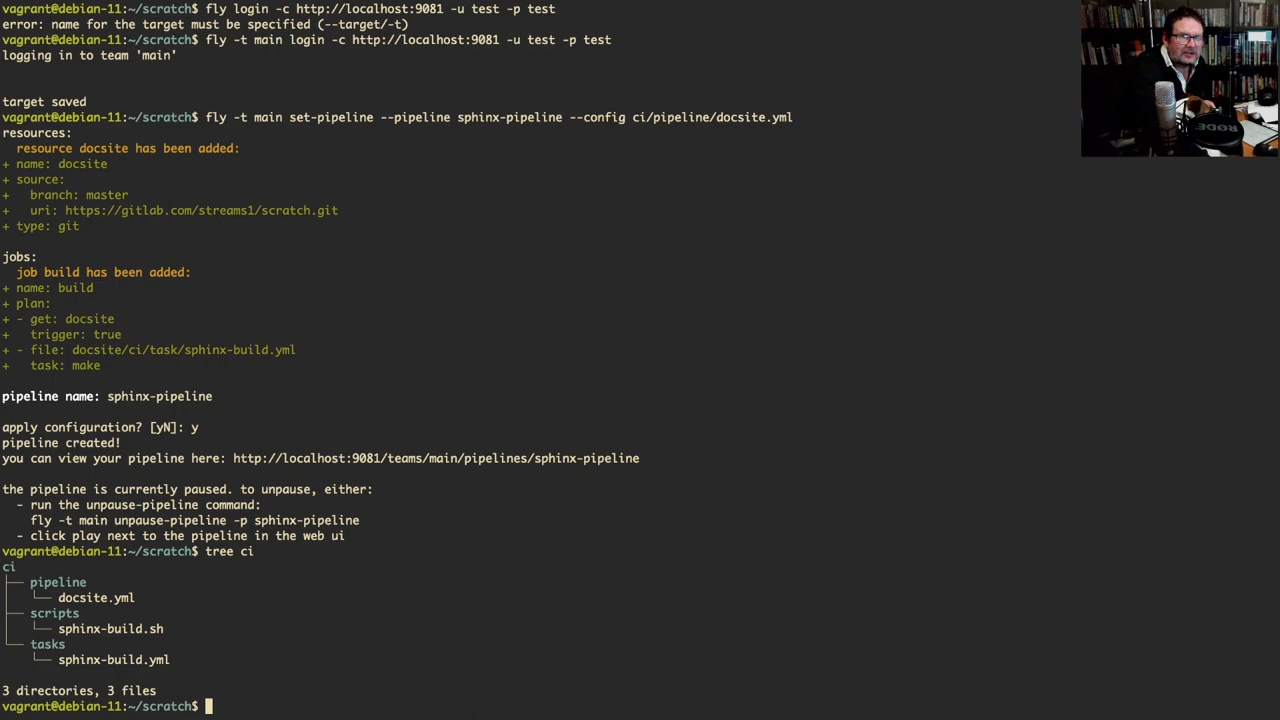 vagrant@debian-11:~/scratch$ fly login -c http://localhost:9081 -u test -p test
error: name for the target must be specified (--target/-t)
vagrant@debian-11:~/scratch$ fly -t main login -c http://localhost:9081 -u test -p test
logging in to team 'main'
target saved
vagrant@debian-11:~/scratch$ fly -t main set-pipeline --pipeline sphinx-pipeline --config ci/pipeline/docsite.yml
resources:
resource docsite has been added:
+ name: docsite
+ source:
+   branch: master
+   uri: https://gitlab.com/streams1/scratch.git
+ type: git
jobs:
job build has been added:
+ name: build
+ plan:
+ - get: docsite
+   trigger: true
+ - file: docsite/ci/task/sphinx-build.yml
+   task: make
pipeline name: sphinx-pipeline
apply configuration? [yN]: y
pipeline created!
you can view your pipeline here: http://localhost:9081/teams/main/pipelines/sphinx-pipeline
the pipeline is currently paused. to unpause, either:
- run the unpause-pipeline command:
fly -t main unpause-pipeline -p sphinx-pipeline
- click play next to the pipeline in the web ui
vagrant@debian-11:~/scratch$ tree ci
ci
├── pipeline
│   └── docsite.yml
├── scripts
│   └── sphinx-build.sh
└── tasks
    └── sphinx-build.yml
3 directories, 3 files
vagrant@debian-11:~/scratch$
RODE